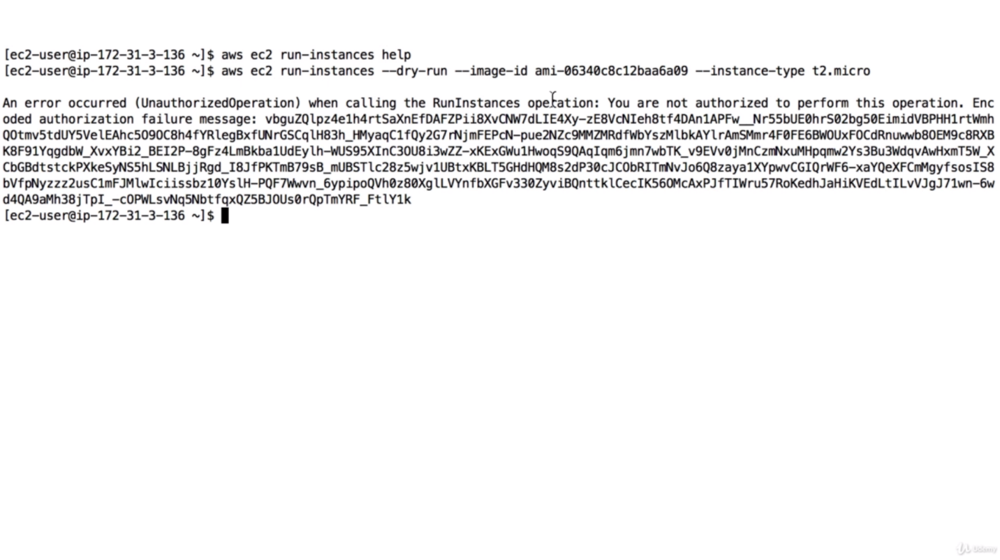 [ec2-user@ip-172-31-3-136 ~]$ aws ec2 run-instances help
[ec2-user@ip-172-31-3-136 ~]$ aws ec2 run-instances --dry-run --image-id ami-06340c8c12baa6a09 --instance-type t2.micro
An error occurred (UnauthorizedOperation) when calling the RunInstances operation: You are not authorized to perform this operation. Enc
oded authorization failure message: vbguZQlpz4e1h4rtSaXnEfDAFZPii8XvCNW7dLIE4Xy-zE8VcNIeh8tf4DAn1APFw__Nr55bUE0hrS02bg50EimidVBPHH1rtWmh
QOtmv5tdUY5VelEAhc5O9OC8h4fYRlegBxfUNrGSCqlH83h_HMyaqC1fQy2G7rNjmFEPcN-pue2NZc9MMZMRdfWbYszMlbkAYlrAmSMmr4F0FE6BWOUxFOCdRnuwwb8OEM9c8RXB
K8F91YqgdbW_XvxYBi2_BEI2P-8gFz4LmBkba1UdEylh-WUS95XInC3OU8i3wZZ-xKExGWu1HwoqS9QAqIqm6jmn7wbTK_v9EVv0jMnCzmNxuMHpqmw2Ys3Bu3WdqvAwHxmT5W_X
CbGBdtstckPXkeSyNS5hLSNLBjjRgd_I8JfPKTmB79sB_mUBSTlc28z5wjv1UBtxKBLT5GHdHQM8s2dP30cJCObRITmNvJo6Q8zaya1XYpwvCGIQrWF6-xaYQeXFCmMgyfsosIS8
bVfpNyzzz2usC1mFJMlwIciissbz10YslH-PQF7Wwvn_6ypipoQVh0z80XglLVYnfbXGFv330ZyviBQnttklCecIK56OMcAxPJfTIWru57RoKedhJaHiKVEdLtILvVJgJ71wn-6w
d4QA9aMh38jTpI_-cOPWLsvNq5NbtfqxQZ5BJOUs0rQpTmYRF_FtlY1k
[ec2-user@ip-172-31-3-136 ~]$
Udemy